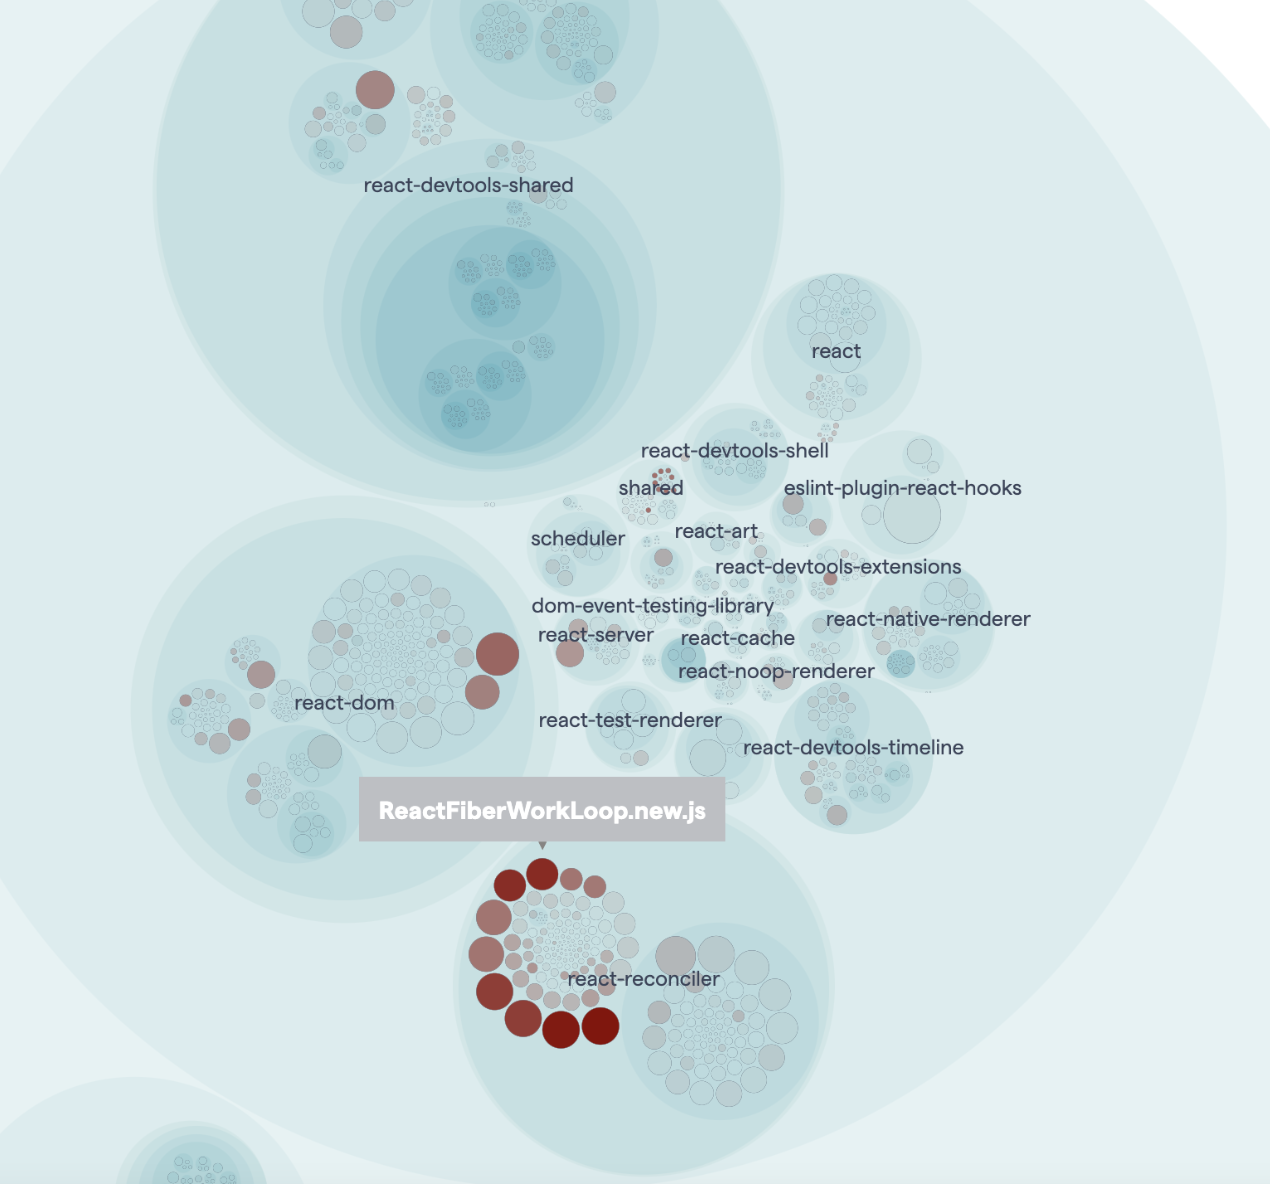 react-devtools-shared
react
react-devtools-shell
shared
eslint-plugin-react-hooks
scheduler
react-art
react-devtools-extensions
dom-event-testing-library
react-native-renderer
react-server
react-cache
react-noop-renderer
react-dom
react-test-renderer
react-devtools-timeline
ReactFiberWorkLoop.new.js
react-reconciler